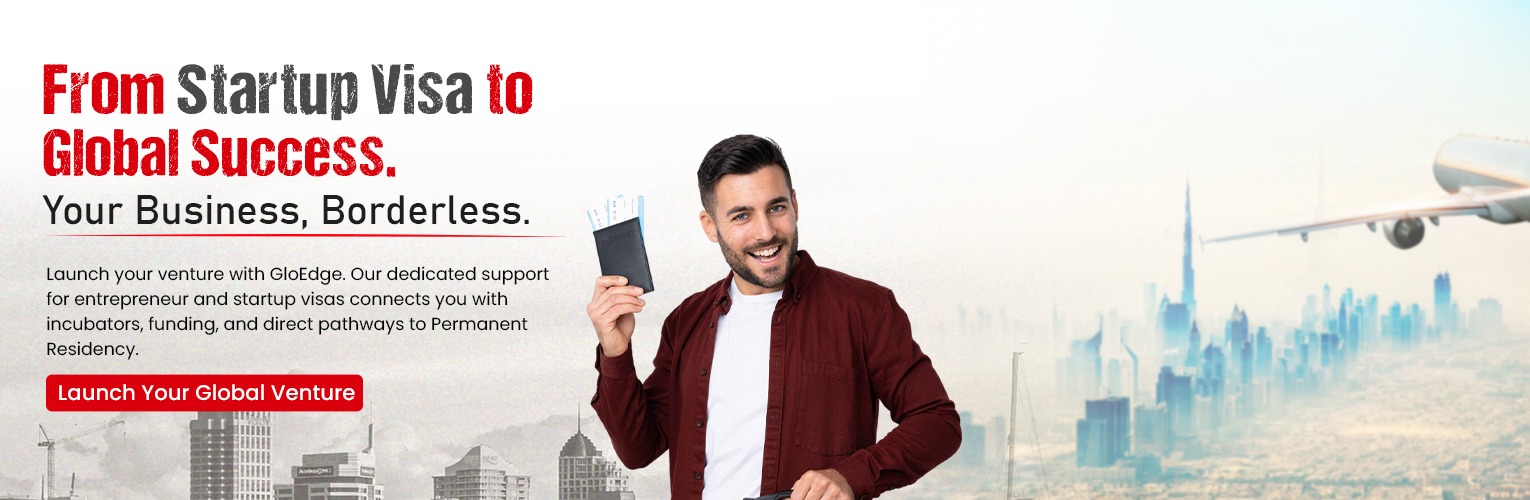 From Startup Visa to
Global Success.
Your Business, Borderless.
Launch your venture with GloEdge. Our dedicated support
for entrepreneur and startup visas connects you with
incubators, funding, and direct pathways to Permanent
Residency.
Launch Your Global Venture